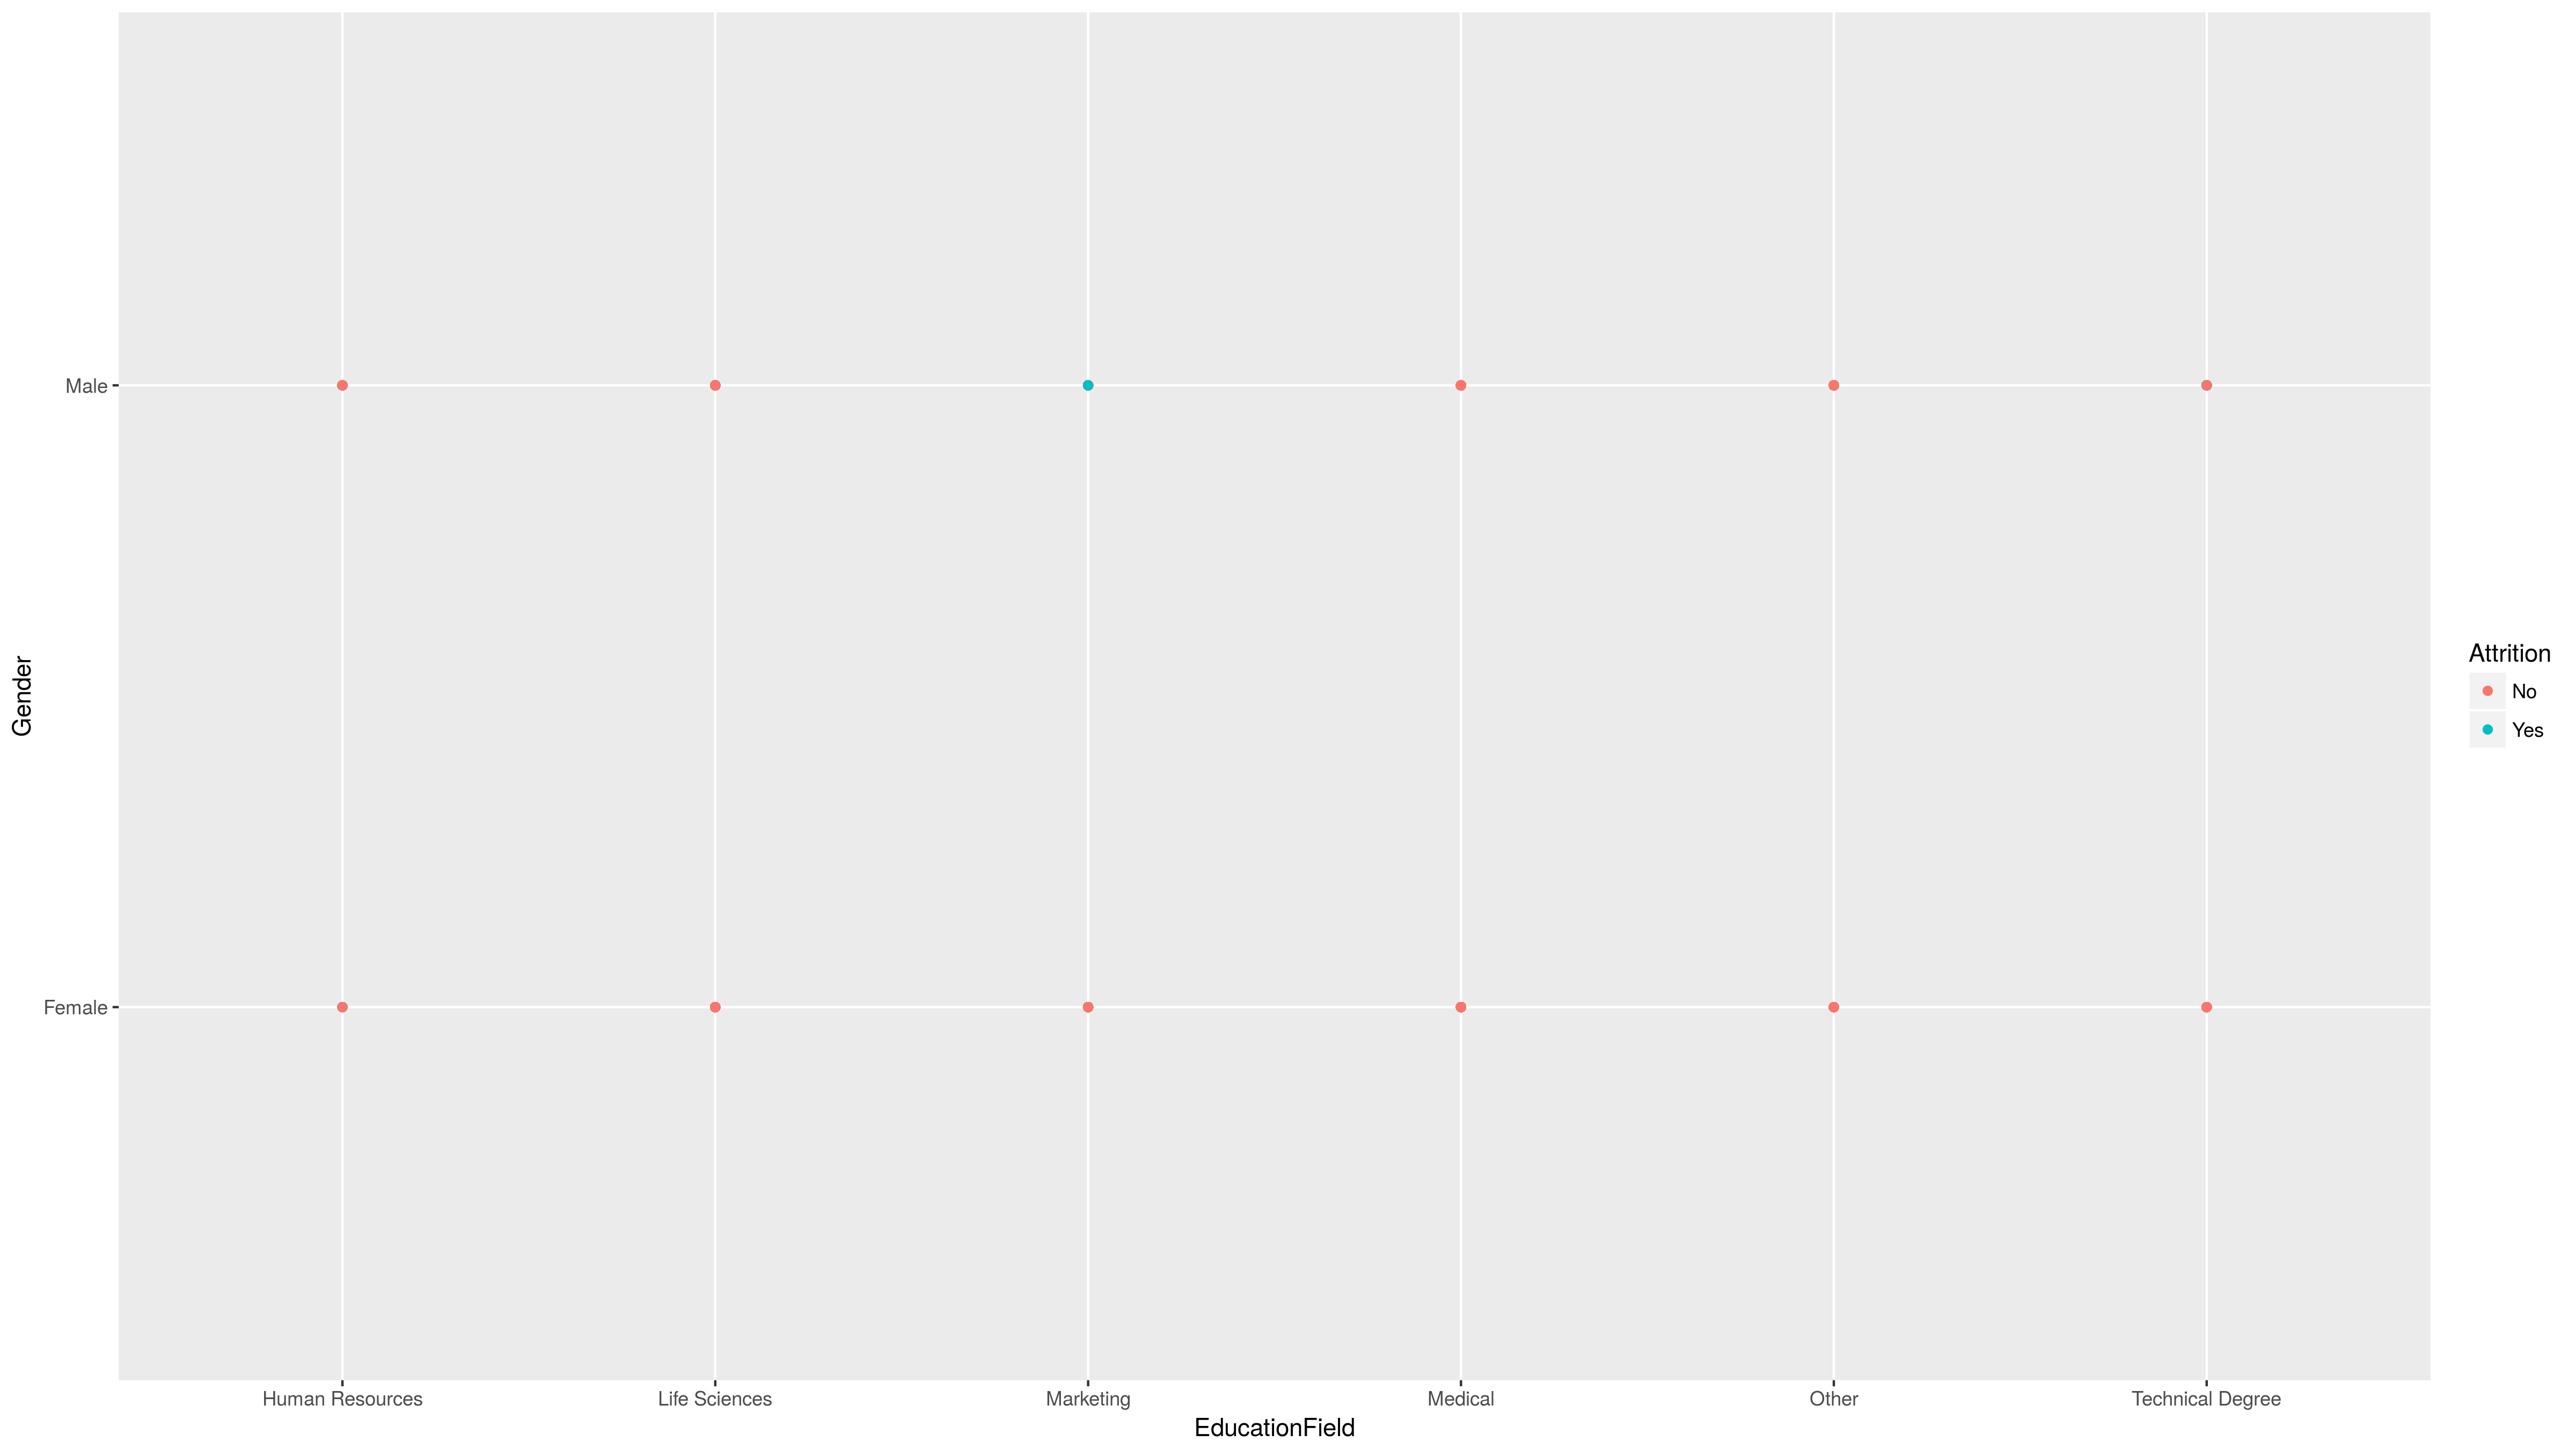 Gender
Male
Female
Human Resources
Life Sciences
Marketing
Medical
Other
Technical Degree
EducationField
Attrition
No
Yes